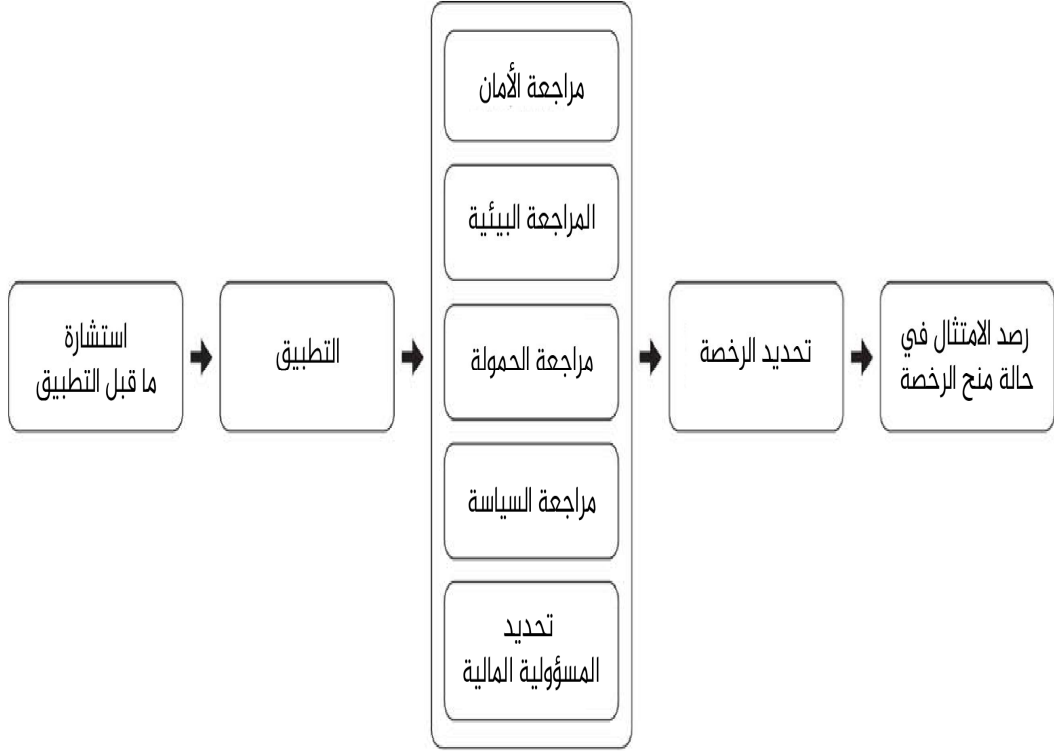 استشارة
ما قبل التطبيق
التطبيق
مراجعة الأمان
المراجعة البيئية
مراجعة الحمولة
مراجعة السياسة
تحديد
المسؤولية المالية
تحديد الرخصة
رصد الامتثال في
حالة منح الرخصة